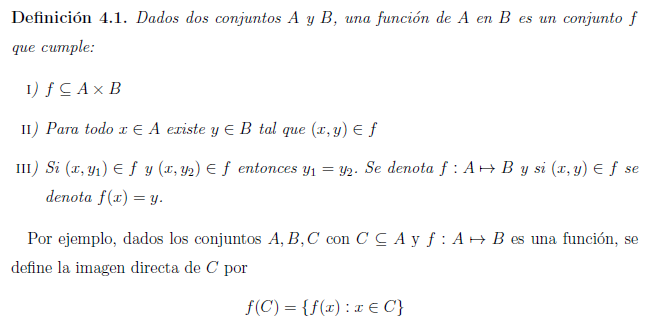 Definición 4.1. Dados dos conjuntos A y B, una función de A en B es un conjunto f
que cumple:
I) f ⊆ A × B
II) Para todo x ∈ A existe y ∈ B tal que (x, y) ∈ f
III) Si (x, y₁) ∈ f y (x, y₂) ∈ f entonces y₁ = y₂. Se denota f : A ↦ B y si (x, y) ∈ f se
denota f(x) = y.
Por ejemplo, dados los conjuntos A, B, C con C ⊆ A y f : A ↦ B es una función, se
define la imagen directa de C por
f(C) = {f(x) : x ∈ C}